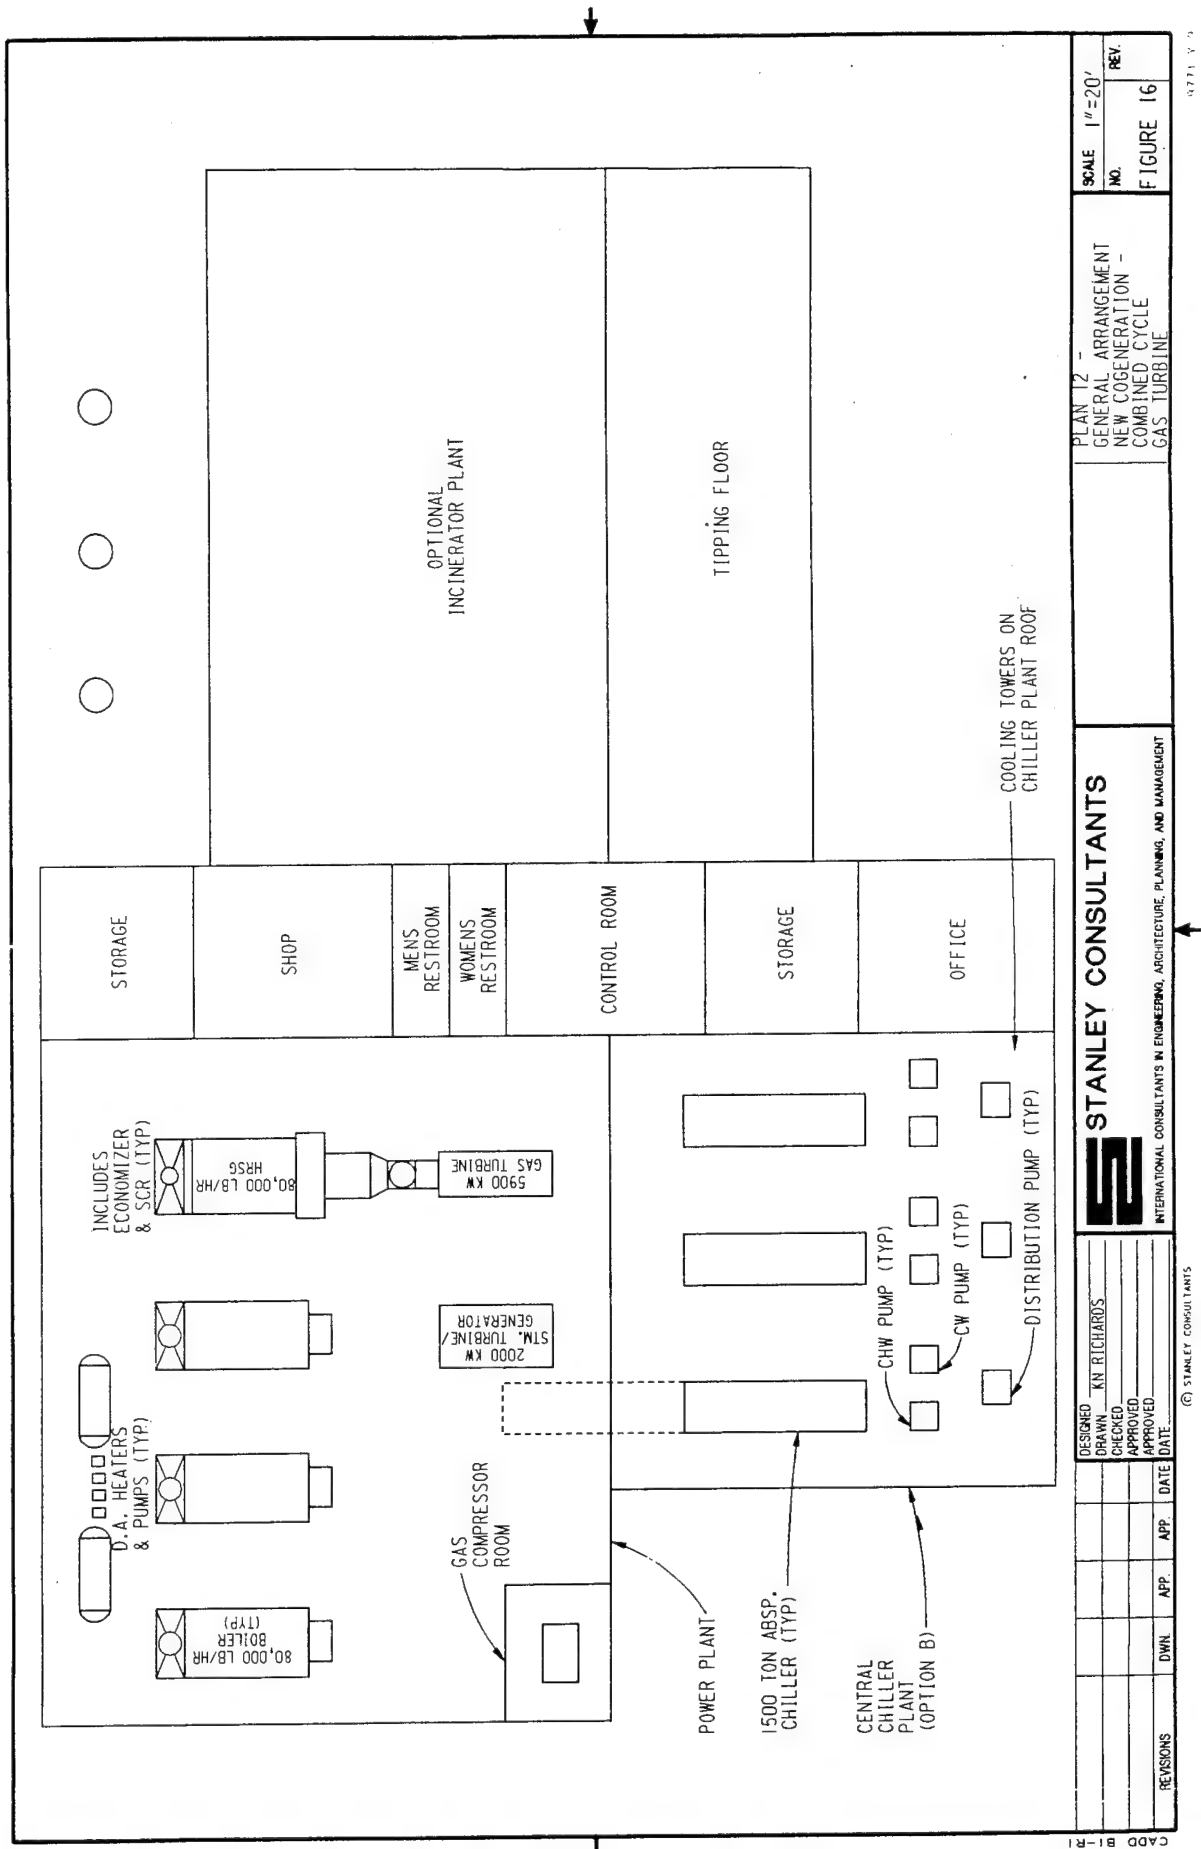 INCLUDES
ECONOMIZER
& SCR (TYP)
D.A. HEATERS
& PUMPS (TYP.)
80,000 LB/HR
BOILER
(TYP)
80,000 LB/HR
HRSG
5900 KW
GAS TURBINE
2000 KW
STM. TURBINE/
GENERATOR
GAS
COMPRESSOR
ROOM
STORAGE
SHOP
MENS
RESTROOM
WOMENS
RESTROOM
CONTROL ROOM
STORAGE
OFFICE
OPTIONAL
INCINERATOR PLANT
TIPPING FLOOR
POWER PLANT
1500 TON ABSP.
CHILLER (TYP)
CENTRAL
CHILLER
PLANT
(OPTION B)
CHW PUMP (TYP)
CW PUMP (TYP)
DISTRIBUTION PUMP (TYP)
COOLING TOWERS ON
CHILLER PLANT ROOF
REVISIONS DWN. APP. APP. DATE
DESIGNED
DRAWN KN RICHARDS
CHECKED
APPROVED
APPROVED
DATE
STANLEY CONSULTANTS
INTERNATIONAL CONSULTANTS IN ENGINEERING, ARCHITECTURE, PLANNING, AND MANAGEMENT
PLAN 12 -
GENERAL ARRANGEMENT
NEW COGENERATION -
COMBINED CYCLE
GAS TURBINE
SCALE 1"=20'
NO. REV.
FIGURE 16
CADD B1-R1
© STANLEY CONSULTANTS